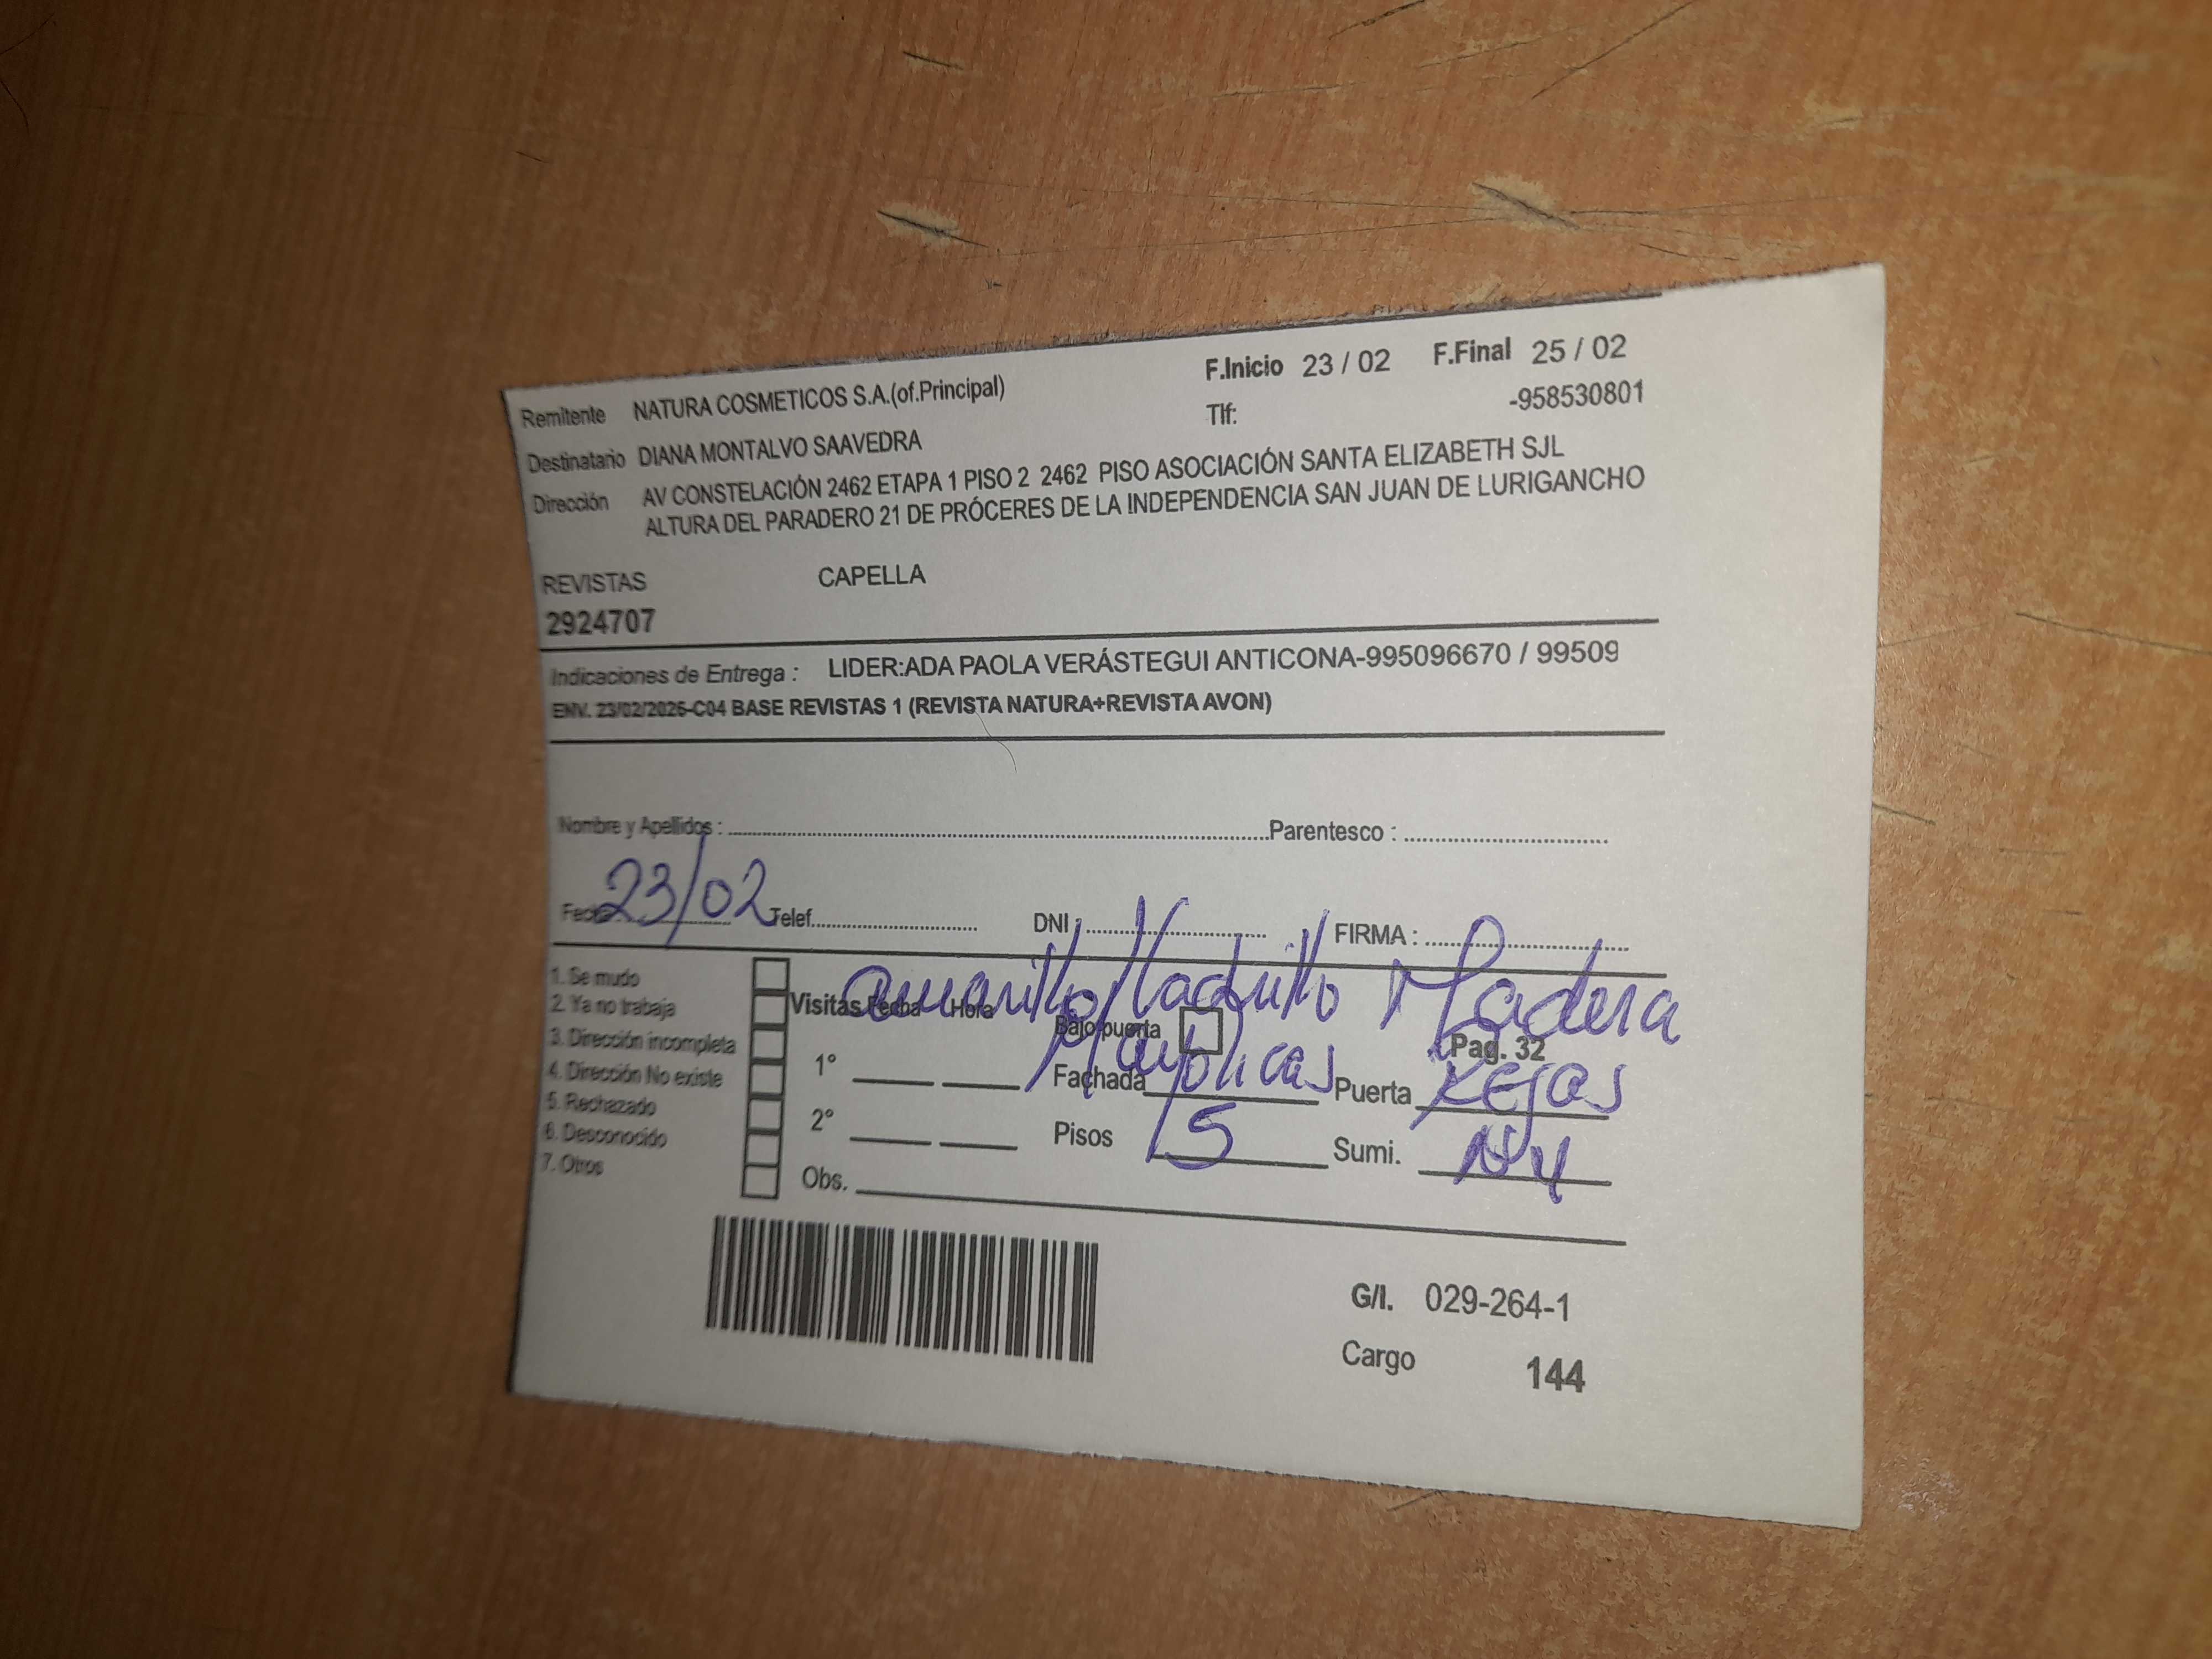 Remitente NATURA COSMETICOS S.A.(of.Principal) F.Inicio 23 / 02 F.Final 25 / 02
Tlf: -958530801
Destinatario DIANA MONTALVO SAAVEDRA
Dirección AV CONSTELACIÓN 2462 ETAPA 1 PISO 2 2462 PISO ASOCIACIÓN SANTA ELIZABETH SJL
ALTURA DEL PARADERO 21 DE PRÓCERES DE LA INDEPENDENCIA SAN JUAN DE LURIGANCHO
REVISTAS CAPELLA
2924707
Indicaciones de Entrega : LIDER:ADA PAOLA VERÁSTEGUI ANTICONA-995096670 / 99509
ENV. 23/02/2026-C04 BASE REVISTAS 1 (REVISTA NATURA+REVISTA AVON)
Nombre y Apellidos : Parentesco :
Fecha 23/02 Telef. DNI : FIRMA :
1. Se mudo
2. Ya no trabaja
3. Dirección incompleta
4. Dirección No existe
5. Rechazado
6. Desconocido
7. Otros
amarillo/ladrillo Madera
Visitas Fecha Hora Bajo puerta Pag. 32
1° Fachada Mayolicas Puerta Rejas
2° Pisos 5 Sumi. N4
Obs.
G/I. 029-264-1
Cargo 144